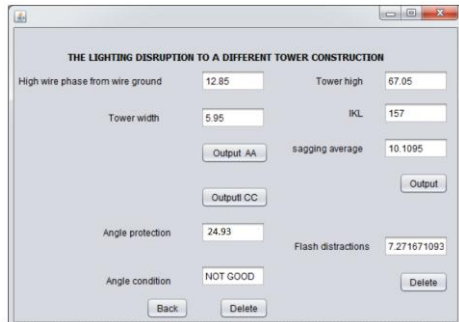 THE LIGHTING DISRUPTION TO A DIFFERENT TOWER CONSTRUCTION
High wire phase from wire ground 12.85 Tower high 67.05
Tower width 5.95 IKL 157
Output AA sagging average 10.1095
Outputl CC Output
Angle protection 24.93
Flash distractions 7.271671093
Angle condition NOT GOOD Delete
Back Delete